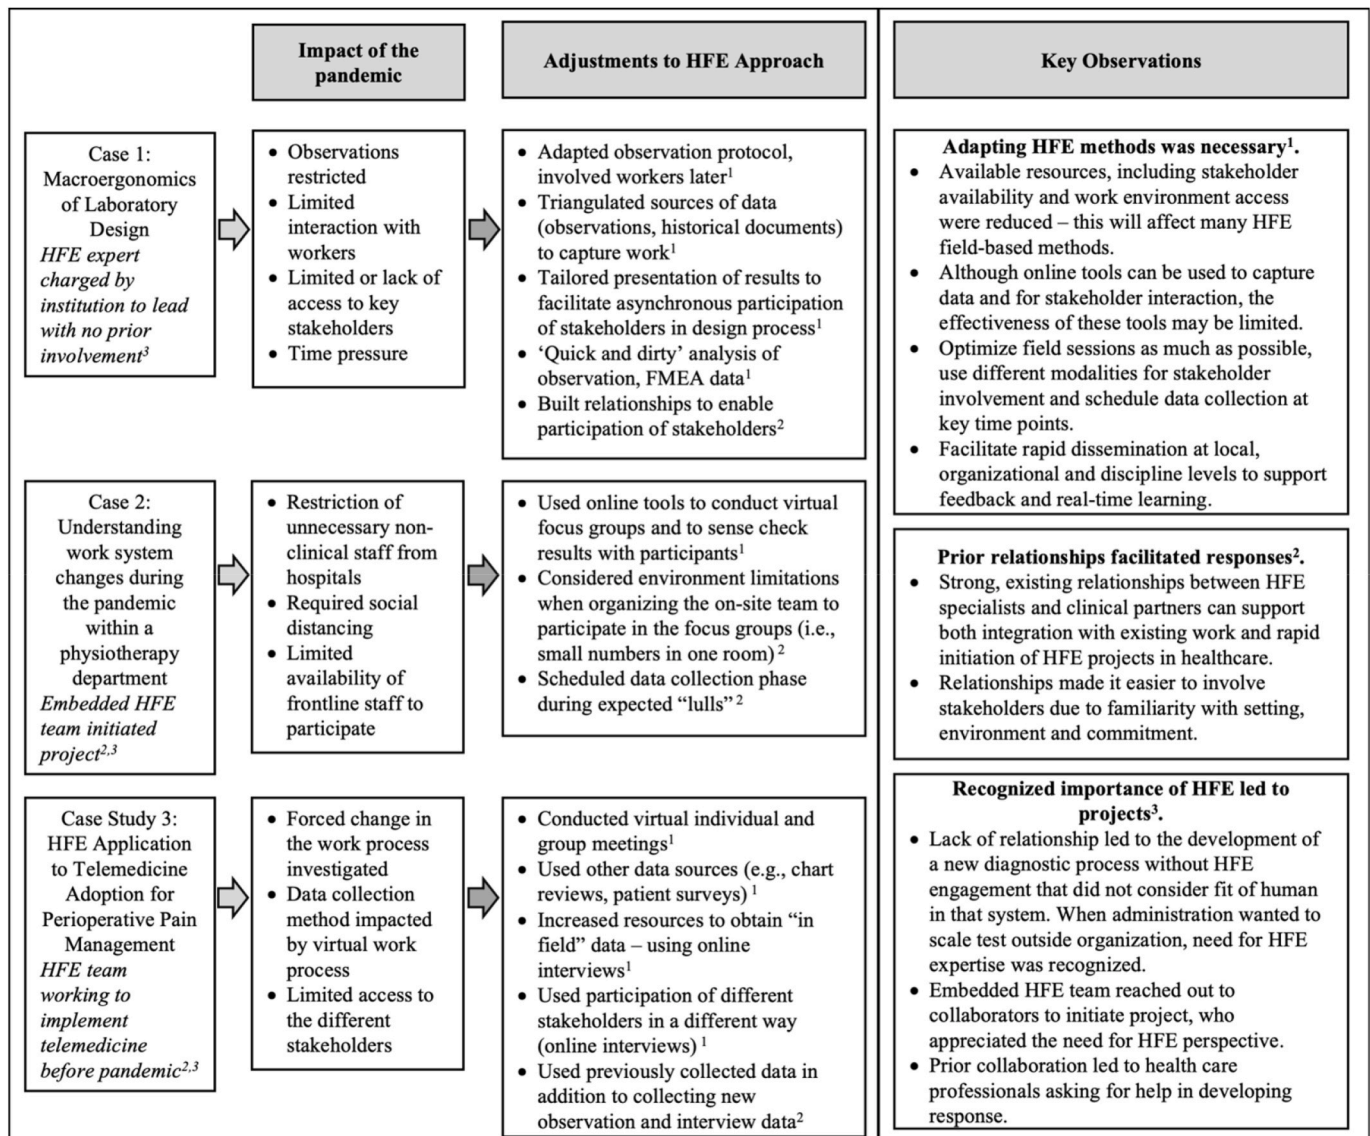 Impact of the
pandemic
Adjustments to HFE Approach
Key Observations
Case 1:
Macroergonomics
of Laboratory
Design
HFE expert
charged by
institution to lead
with no prior
involvement³
• Observations
restricted
• Limited
interaction with
workers
• Limited or lack of
access to key
stakeholders
• Time pressure
• Adapted observation protocol,
involved workers later¹
• Triangulated sources of data
(observations, historical documents)
to capture work¹
• Tailored presentation of results to
facilitate asynchronous participation
of stakeholders in design process¹
• ‘Quick and dirty’ analysis of
observation, FMEA data¹
• Built relationships to enable
participation of stakeholders²
Case 2:
Understanding
work system
changes during
the pandemic
within a
physiotherapy
department
Embedded HFE
team initiated
project²,³
• Restriction of
unnecessary non-
clinical staff from
hospitals
• Required social
distancing
• Limited
availability of
frontline staff to
participate
• Used online tools to conduct virtual
focus groups and to sense check
results with participants¹
• Considered environment limitations
when organizing the on-site team to
participate in the focus groups (i.e.,
small numbers in one room) ²
• Scheduled data collection phase
during expected “lulls” ²
Case Study 3:
HFE Application
to Telemedicine
Adoption for
Perioperative Pain
Management
HFE team
working to
implement
telemedicine
before pandemic²,³
• Forced change in
the work process
investigated
• Data collection
method impacted
by virtual work
process
• Limited access to
the different
stakeholders
• Conducted virtual individual and
group meetings¹
• Used other data sources (e.g., chart
reviews, patient surveys) ¹
• Increased resources to obtain “in
field” data – using online
interviews¹
• Used participation of different
stakeholders in a different way
(online interviews) ¹
• Used previously collected data in
addition to collecting new
observation and interview data²
Adapting HFE methods was necessary¹.
• Available resources, including stakeholder
availability and work environment access
were reduced – this will affect many HFE
field-based methods.
• Although online tools can be used to capture
data and for stakeholder interaction, the
effectiveness of these tools may be limited.
• Optimize field sessions as much as possible,
use different modalities for stakeholder
involvement and schedule data collection at
key time points.
• Facilitate rapid dissemination at local,
organizational and discipline levels to support
feedback and real-time learning.
Prior relationships facilitated responses².
• Strong, existing relationships between HFE
specialists and clinical partners can support
both integration with existing work and rapid
initiation of HFE projects in healthcare.
• Relationships made it easier to involve
stakeholders due to familiarity with setting,
environment and commitment.
Recognized importance of HFE led to
projects³.
• Lack of relationship led to the development of
a new diagnostic process without HFE
engagement that did not consider fit of human
in that system. When administration wanted to
scale test outside organization, need for HFE
expertise was recognized.
• Embedded HFE team reached out to
collaborators to initiate project, who
appreciated the need for HFE perspective.
• Prior collaboration led to health care
professionals asking for help in developing
response.